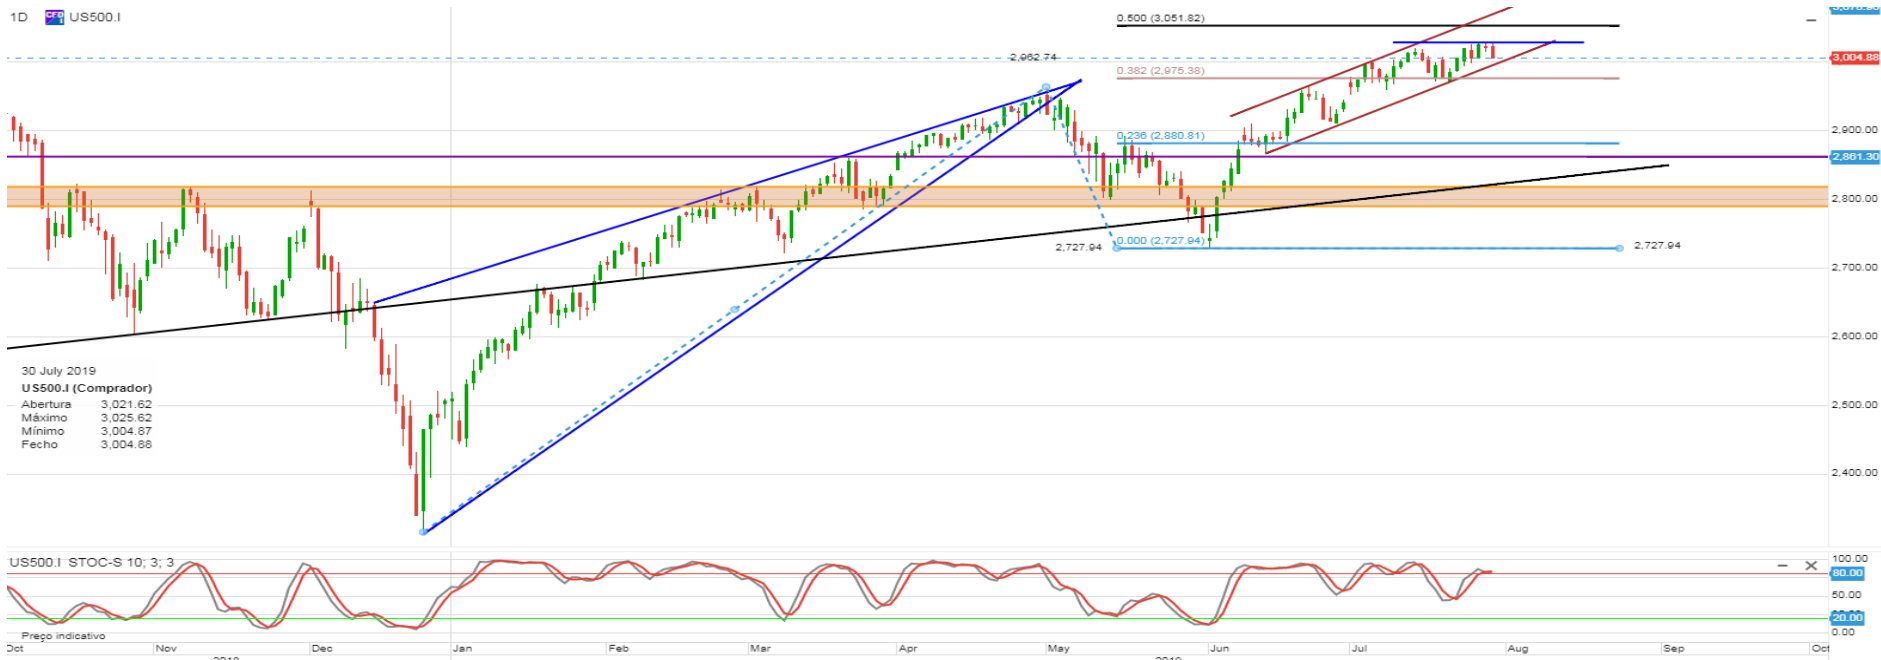 1D CFD US500.I
0.500 (3,051.82)
2,962.74
3,004.88
0.382 (2,975.38)
2,900.00
0.236 (2,880.81)
2,861.30
2,800.00
0.000 (2,727.94)
2,727.94
2,727.94
2,700.00
2,600.00
2,500.00
2,400.00
30 July 2019
US500.I (Comprador)
Abertura 3,021.62
Máximo 3,025.62
Mínimo 3,004.87
Fecho 3,004.88
US500.I STOC-S 10; 3; 3
100.00
80.00
50.00
20.00
0.00
Preço indicativo
Oct Nov Dec Jan Feb Mar Apr May Jun Jul Aug Sep Oct